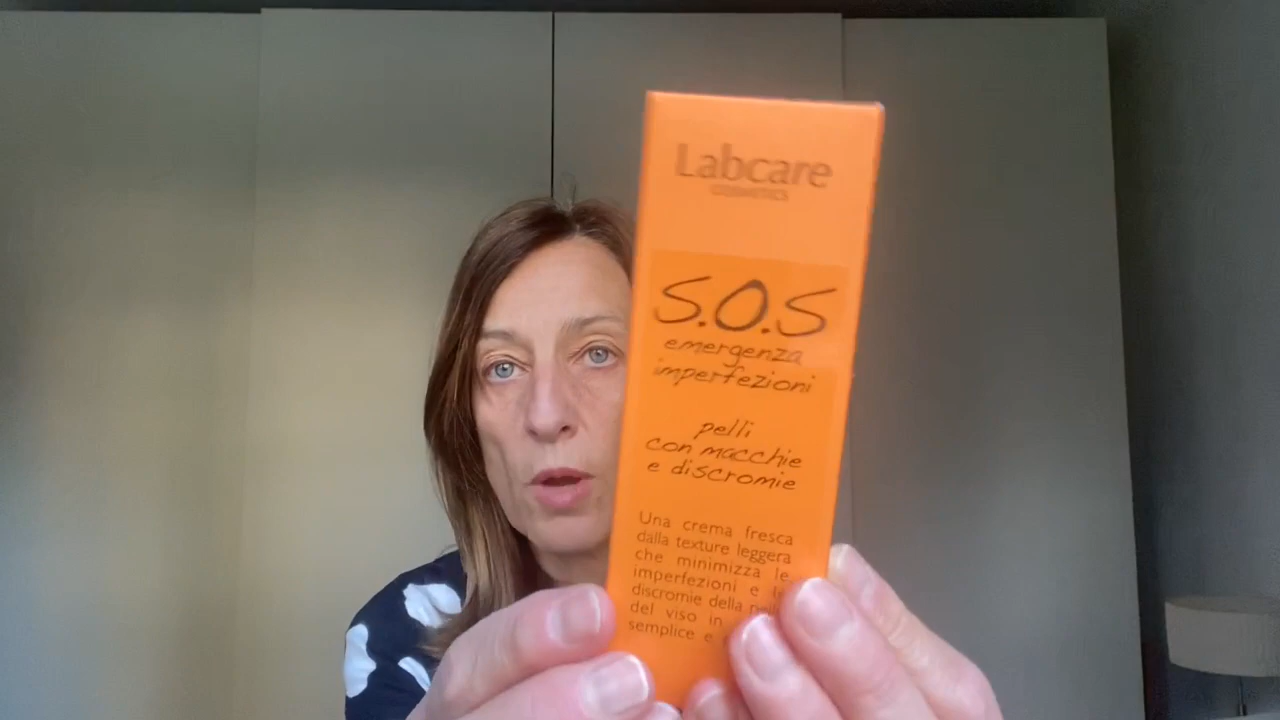 Labcare
COSMETICS
S.O.S
emergenza
imperfezioni
pelli
con macchie
e discromie
Una crema fresca
dalla texture leggera
che minimizza le
imperfezioni e
discromie della
del viso in
semplice e